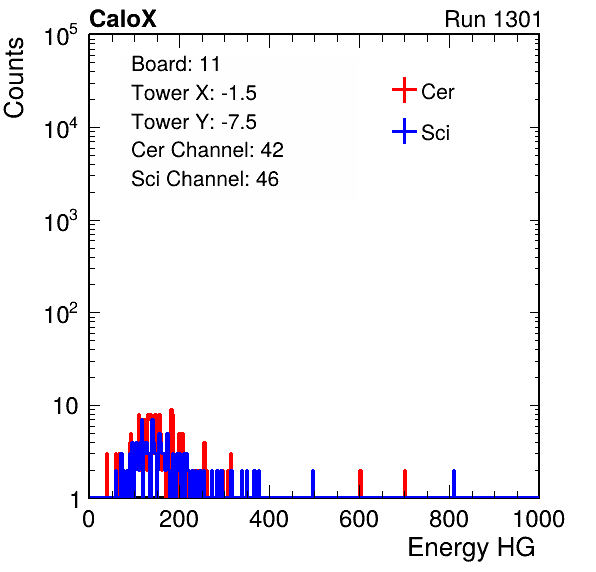 CaloX
Run 1301
Counts
Board: 11
Tower X: -1.5
Tower Y: -7.5
Cer Channel: 42
Sci Channel: 46
Cer
Sci
10^5
10^4
10^3
10^2
10
1
0 200 400 600 800 1000
Energy HG